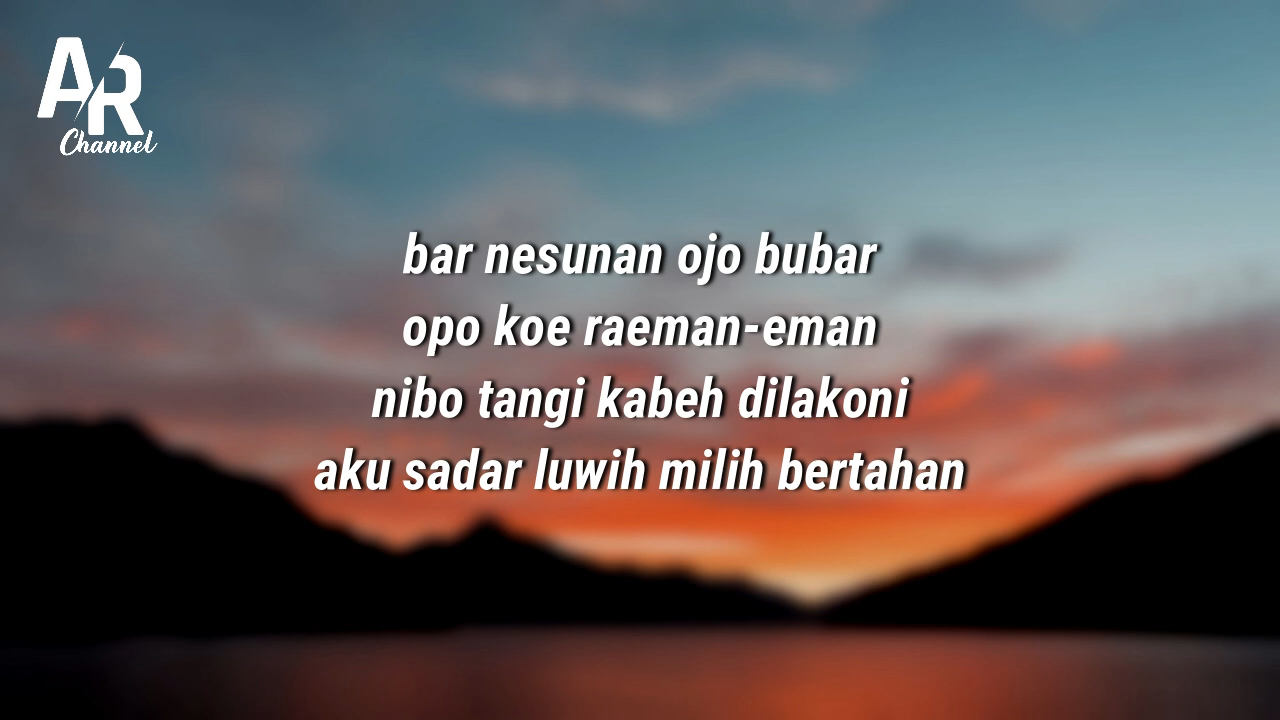 AR
Channel
bar nesunan ojo bubar
opo koe raeman-eman
nibo tangi kabeh dilakoni
aku sadar luwih milih bertahan